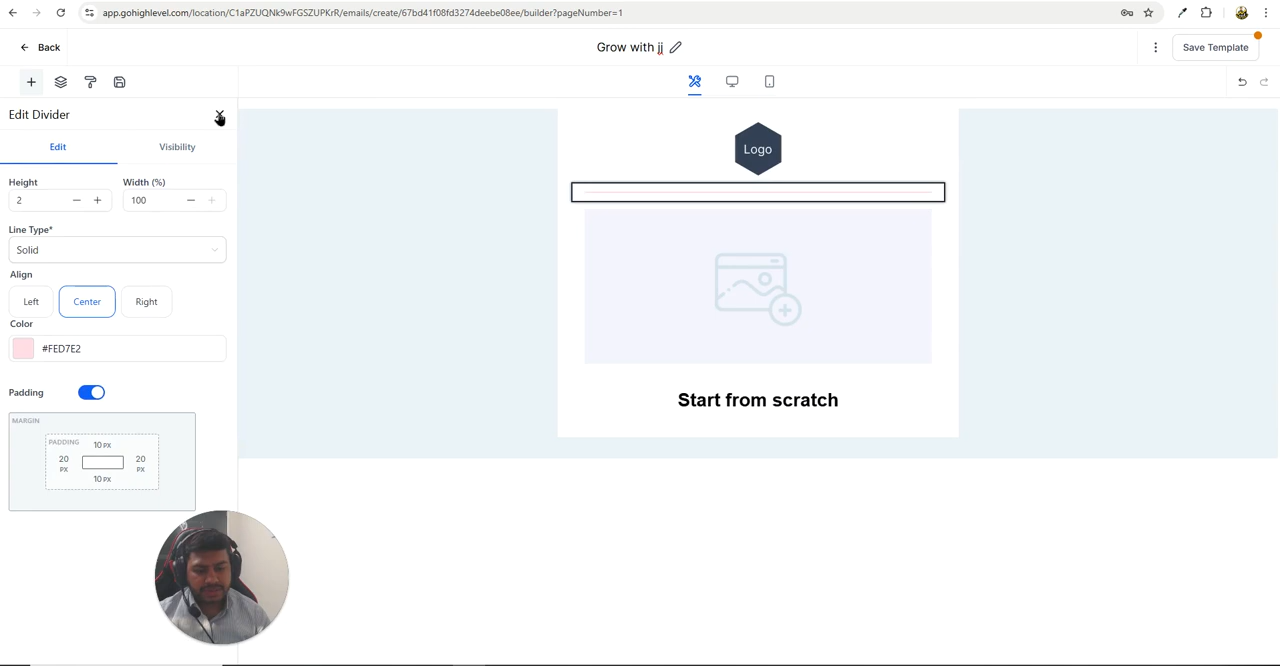 app.gohighlevel.com/location/C1aPZUQNk9wFGSZUPKrR/emails/create/67bd41f08fd3274deebe08ee/builder?pageNumber=1
Back
Grow with jj
Save Template
Edit Divider
Edit
Visibility
Height
Width (%)
2
100
Line Type*
Solid
Align
Left
Center
Right
Color
#FED7E2
Padding
MARGIN
PADDING
10 PX
20 PX
20 PX
10 PX
Logo
Start from scratch